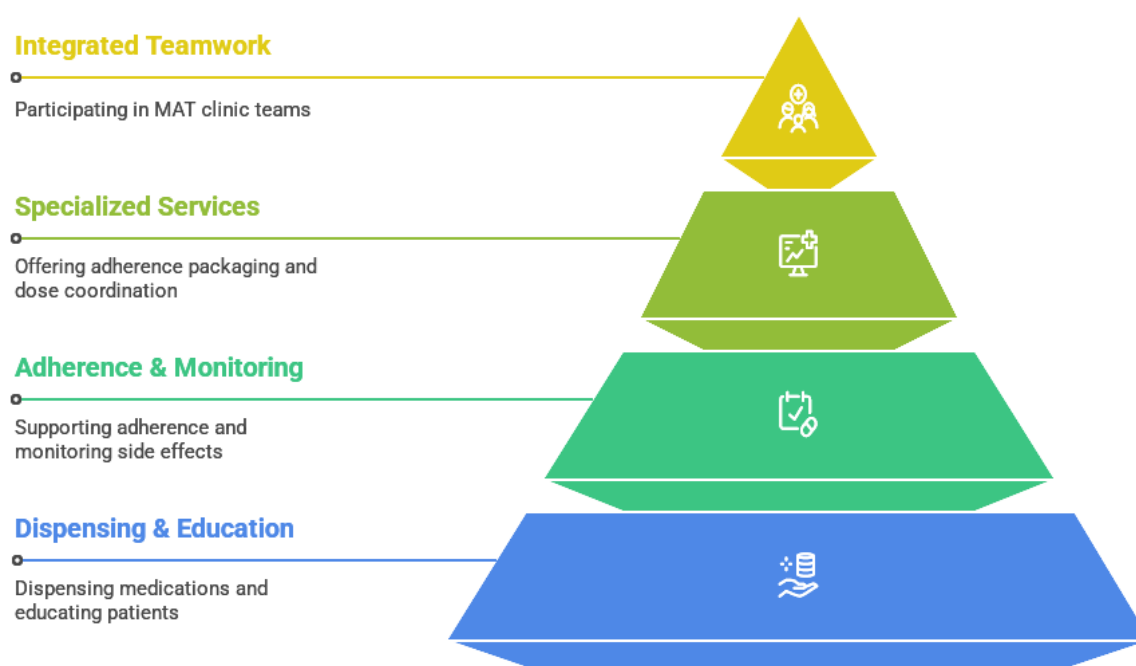 Integrated Teamwork
Participating in MAT clinic teams
Specialized Services
Offering adherence packaging and
dose coordination
Adherence & Monitoring
Supporting adherence and
monitoring side effects
Dispensing & Education
Dispensing medications and
educating patients